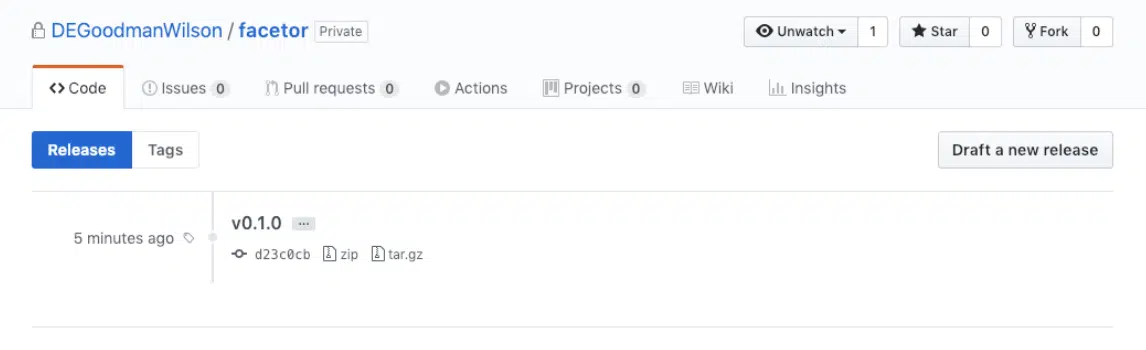 DEGoodmanWilson / facetor Private Unwatch 1 Star 0 Fork 0
Code Issues 0 Pull requests 0 Actions Projects 0 Wiki Insights
Releases Tags Draft a new release
v0.1.0 ...
5 minutes ago
d23c0cb zip tar.gz